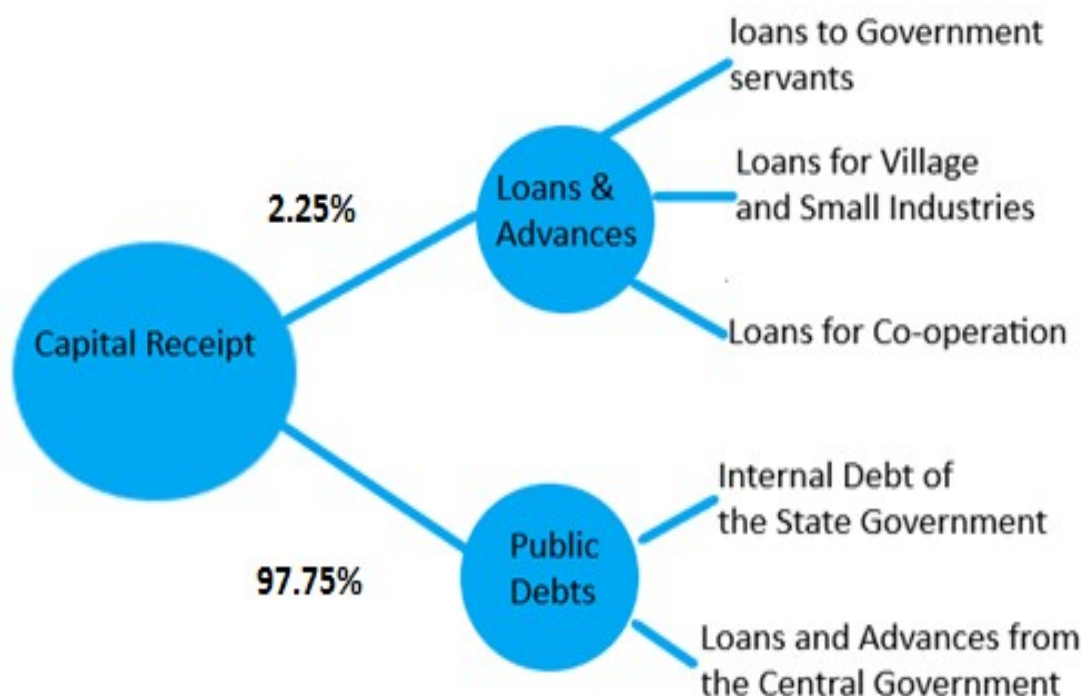 loans to Government
servants
Loans for Village
and Small Industries
Loans &
Advances
2.25%
Loans for Co-operation
Capital Receipt
Internal Debt of
the State Government
Public
Debts
97.75%
Loans and Advances from
the Central Government